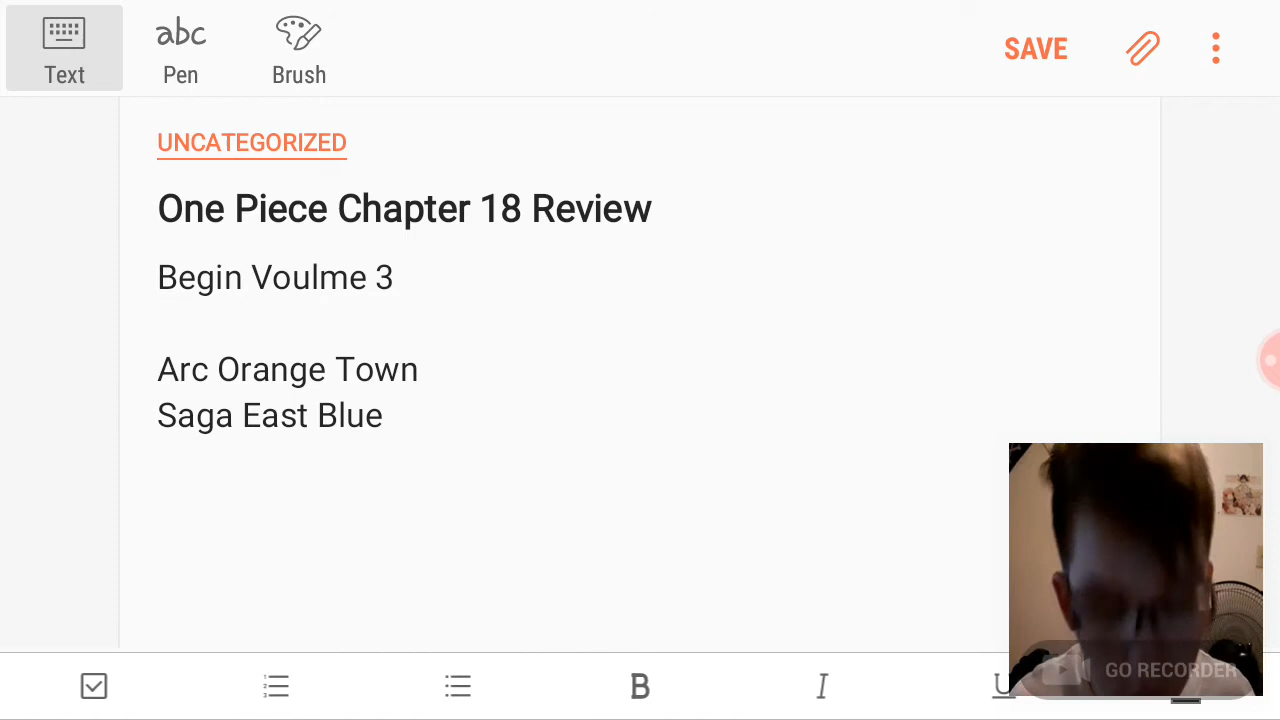 Text
abc
Pen
Brush
SAVE
UNCATEGORIZED
One Piece Chapter 18 Review
Begin Voulme 3
Arc Orange Town
Saga East Blue
B
I
U
GO RECORDER